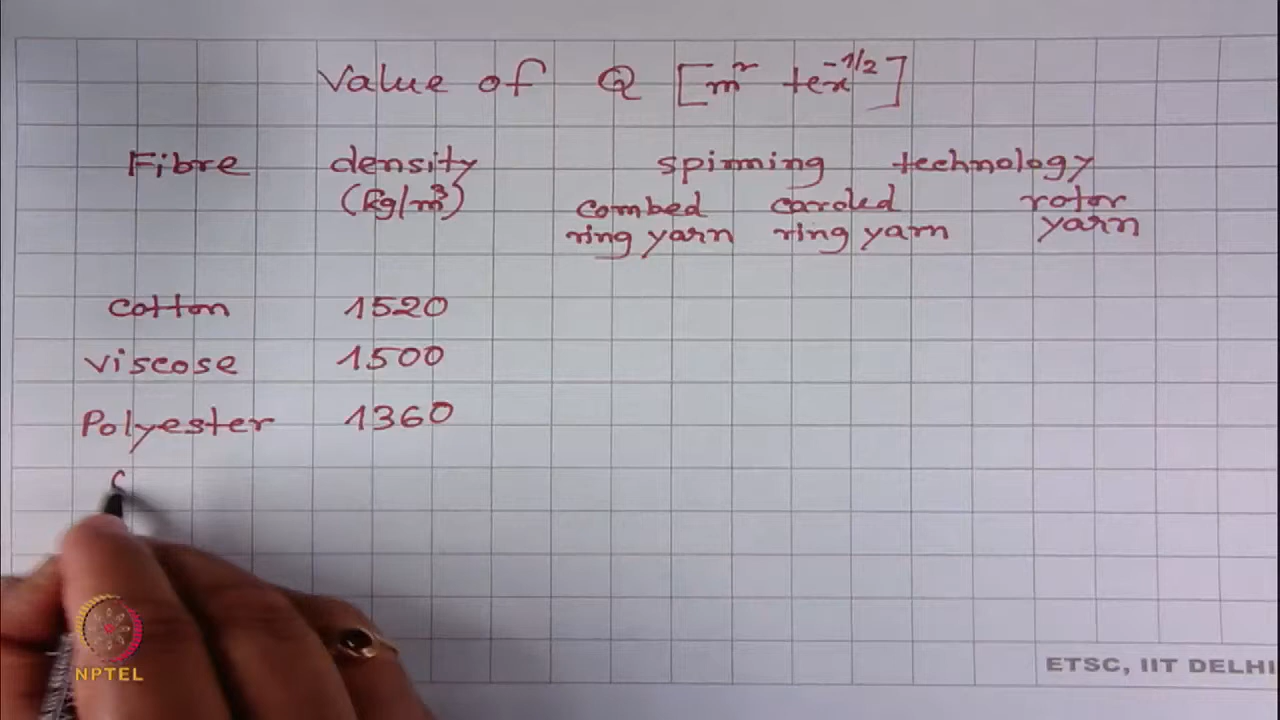 Value of Q [m² tex^-1/2]
Fibre density spinning technology
(kg/m³) combed carded rotor
ring yarn ring yarn yarn
cotton 1520
viscose 1500
Polyester 1360
NPTEL
ETSC, IIT DELHI